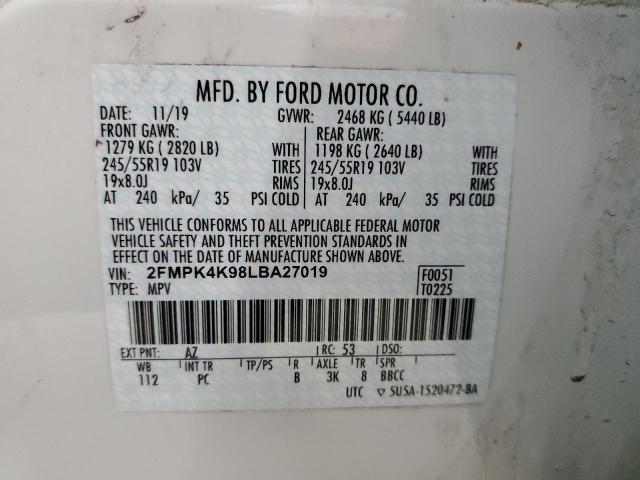 MFD. BY FORD MOTOR CO.
DATE: 11/19 GVWR: 2468 KG ( 5440 LB)
FRONT GAWR: REAR GAWR:
1279 KG ( 2820 LB) WITH 1198 KG ( 2640 LB) WITH
245/55R19 103V TIRES 245/55R19 103V TIRES
19x8.0J RIMS 19x8.0J RIMS
AT 240 kPa/ 35 PSI COLD AT 240 kPa/ 35 PSI COLD
THIS VEHICLE CONFORMS TO ALL APPLICABLE FEDERAL MOTOR
VEHICLE SAFETY AND THEFT PREVENTION STANDARDS IN
EFFECT ON THE DATE OF MANUFACTURE SHOWN ABOVE.
VIN: 2FMPK4K98LBA27019 F0051
TYPE: MPV T0225
EXT PNT: AZ RC: 53 DSO:
WB INT TR TP/PS R AXLE TR SPR
112 PC B 3K 8 BBCC
UTC ▽ 5U5A-1520472-BA